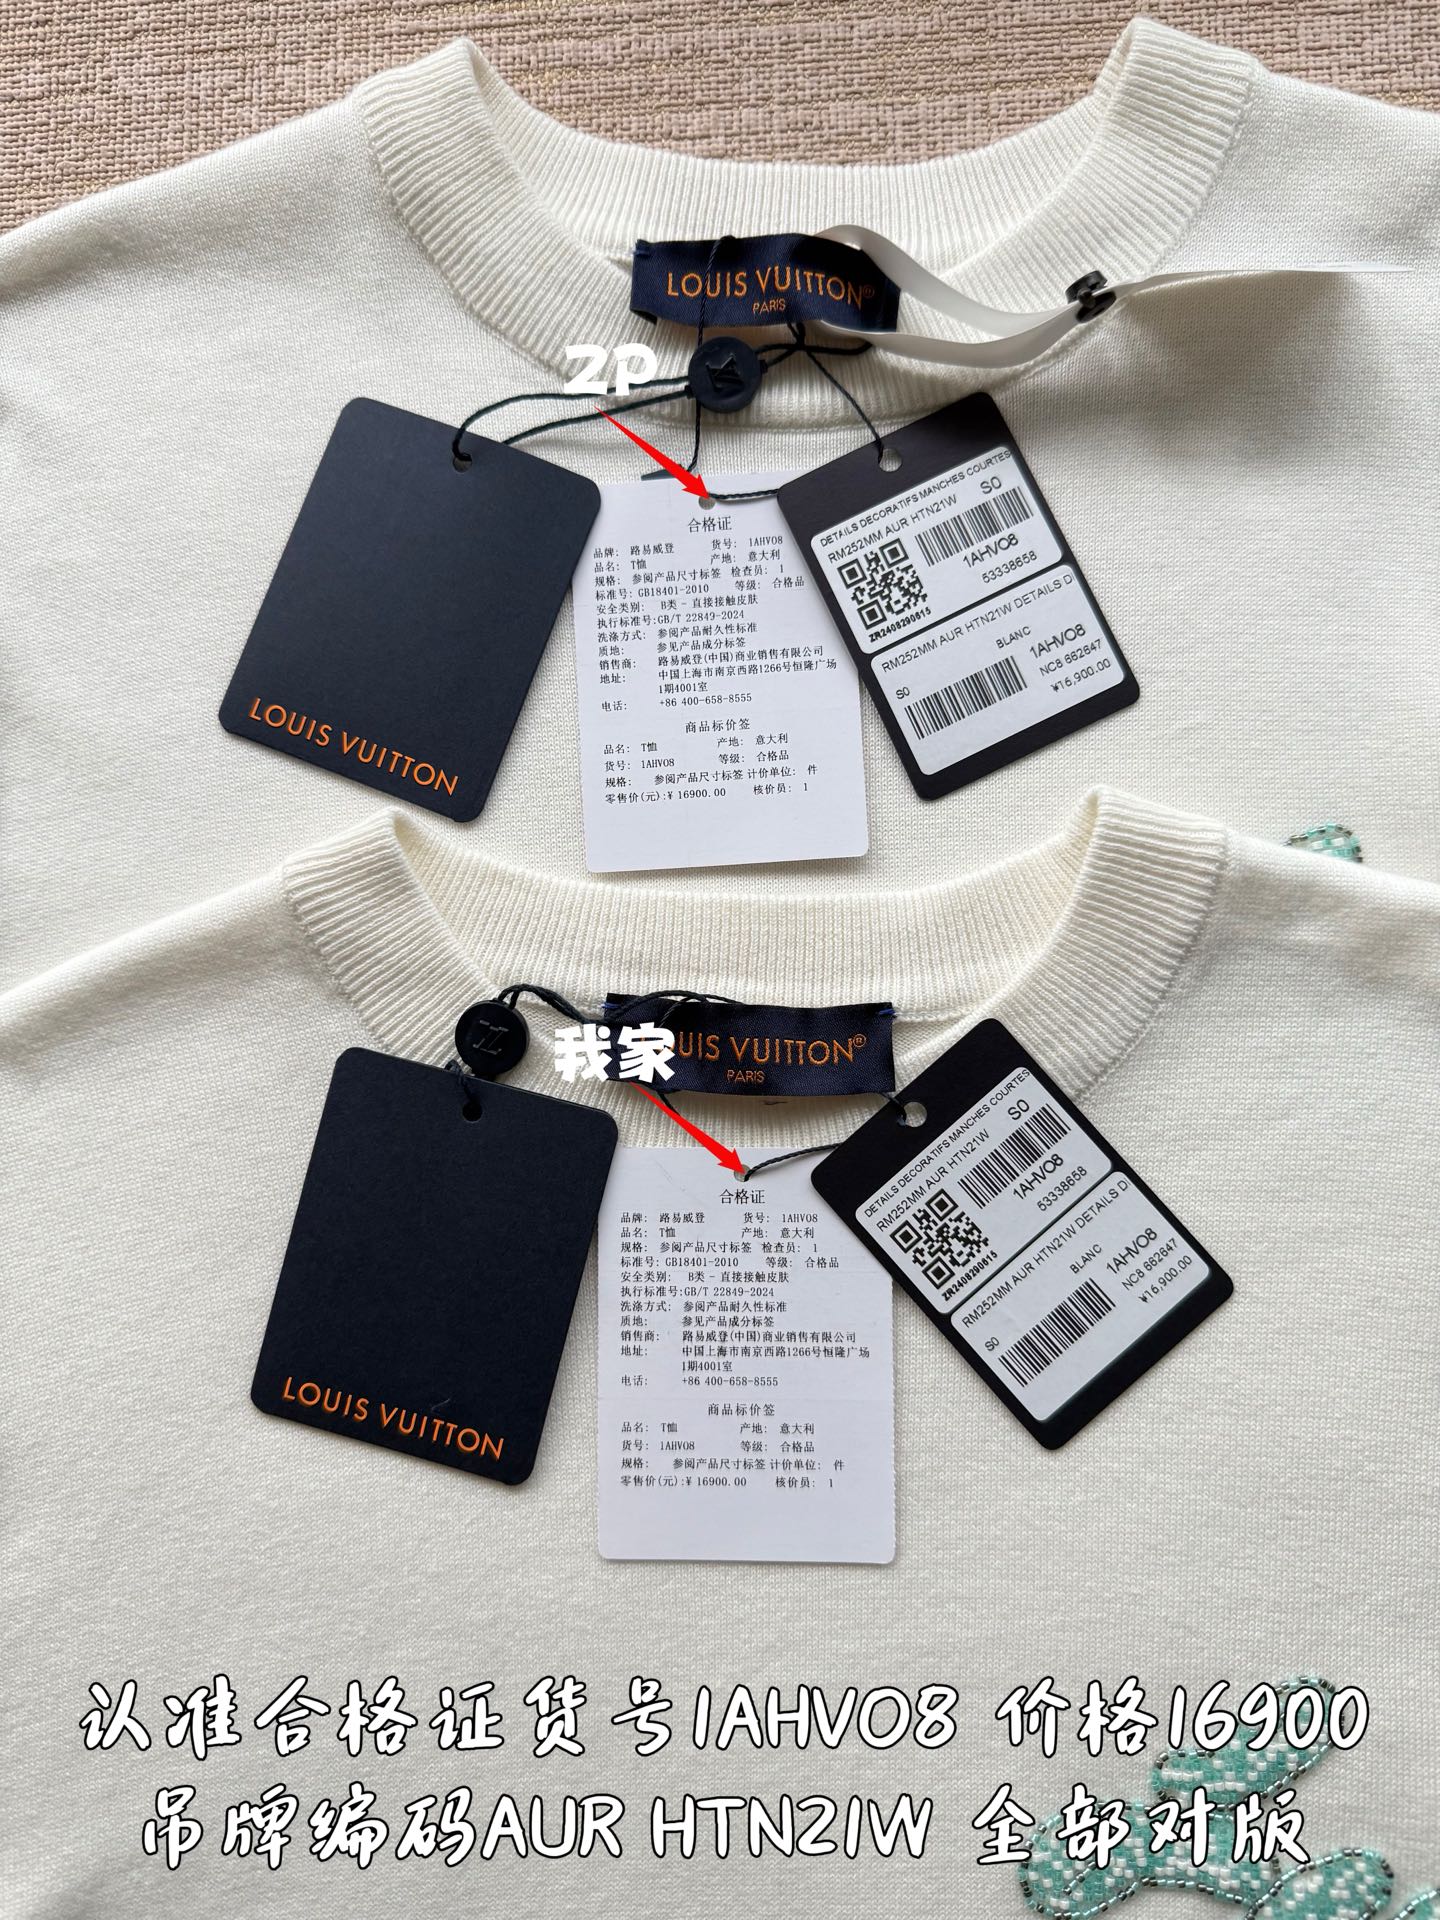 LOUIS VUITTON®
PARIS
2P
LOUIS VUITTON
合格证
品牌: 路易威登 货号: 1AHVO8
品名: T恤 产地: 意大利
规格: 参阅产品尺寸标签 检查员: 1
标准号: GB18401-2010 等级: 合格品
安全类别: B类 - 直接接触皮肤
执行标准号:GB/T 22849-2024
洗涤方式: 参阅产品耐久性标准
质地: 参见产品成分标签
销售商: 路易威登(中国)商业销售有限公司
地址: 中国上海市南京西路1266号恒隆广场
1期4001室
电话: +86 400-658-8555
商品标价签
品名: T恤 产地: 意大利
货号: 1AHVO8 等级: 合格品
规格: 参阅产品尺寸标签 计价单位: 件
零售价(元):¥ 16900.00 核价员: 1
DETAILS DECORATIFS MANCHES COURTES
RM252MM AUR HTN21W S0
1AHVO8
53338658
ZR2408290615
RM252MM AUR HTN21W DETAILS D
BLANC
S0 1AHVO8
NC8 662647
¥16,900.00
我家
UIS VUITTON®
PARIS
LOUIS VUITTON
合格证
品牌: 路易威登 货号: 1AHVO8
品名: T恤 产地: 意大利
规格: 参阅产品尺寸标签 检查员: 1
标准号: GB18401-2010 等级: 合格品
安全类别: B类 - 直接接触皮肤
执行标准号:GB/T 22849-2024
洗涤方式: 参阅产品耐久性标准
质地: 参见产品成分标签
销售商: 路易威登(中国)商业销售有限公司
地址: 中国上海市南京西路1266号恒隆广场
1期4001室
电话: +86 400-658-8555
商品标价签
品名: T恤 产地: 意大利
货号: 1AHVO8 等级: 合格品
规格: 参阅产品尺寸标签 计价单位: 件
零售价(元):¥ 16900.00 核价员: 1
DETAILS DECORATIFS MANCHES COURTES
RM252MM AUR HTN21W S0
1AHVO8
53338658
ZR2408290615
RM252MM AUR HTN21W DETAILS D
BLANC
S0 1AHVO8
NC8 662647
¥16,900.00
认准合格证货号1AHVO8 价格16900
吊牌编码AUR HTN21W 全部对版